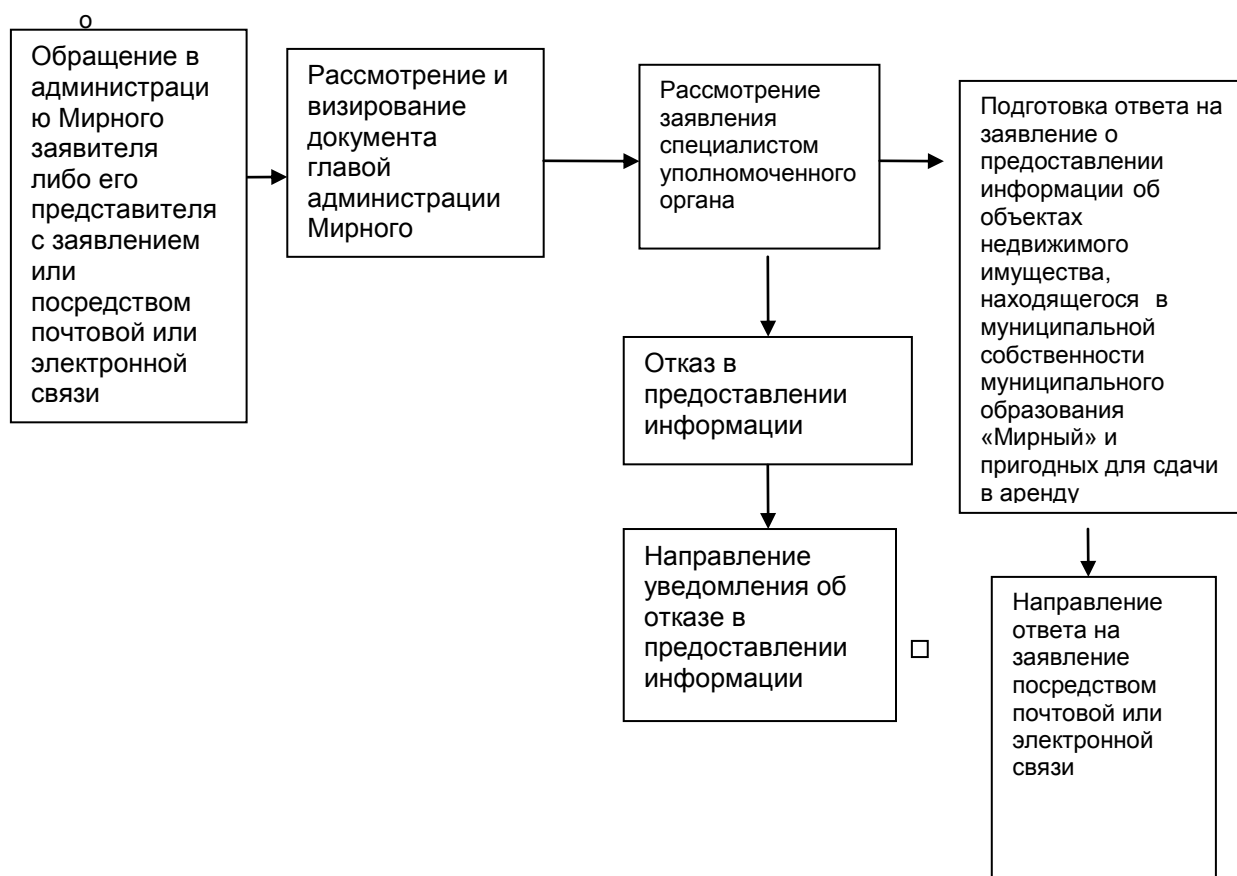 о
Обращение в
администраци
ю Мирного
заявителя
либо его
представителя
с заявлением
или
посредством
почтовой или
электронной
связи
Рассмотрение и
визирование
документа
главой
администрации
Мирного
Рассмотрение
заявления
специалистом
уполномоченного
органа
Подготовка ответа на
заявление о
предоставлении
информации об
объектах
недвижимого
имущества,
находящегося в
муниципальной
собственности
муниципального
образования
«Мирный» и
пригодных для сдачи
в аренду
Отказ в
предоставлении
информации
Направление
уведомления об
отказе в
предоставлении
информации
Направление
ответа на
заявление
посредством
почтовой или
электронной
связи